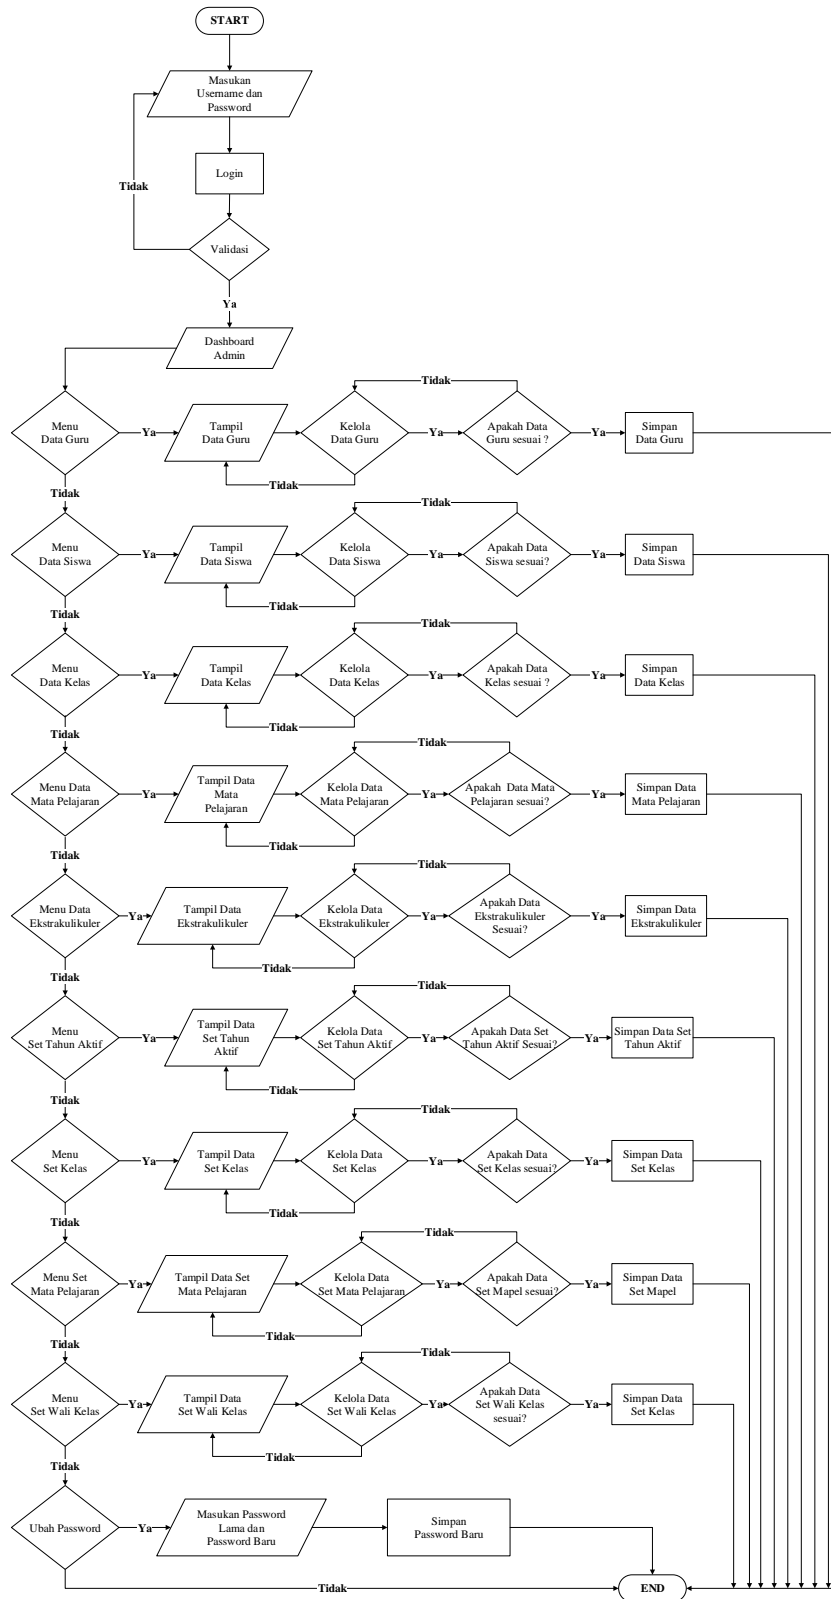 START
Masukan
Username dan
Password
Login
Tidak
Validasi
Ya
Dashboard
Admin
Tidak
Menu
Data Guru
Ya
Tampil
Data Guru
Kelola
Data Guru
Ya
Apakah Data
Guru sesuai ?
Ya
Simpan
Data Guru
Tidak
Tidak
Tidak
Menu
Data Siswa
Ya
Tampil
Data Siswa
Kelola
Data Siswa
Ya
Apakah Data
Siswa sesuai?
Ya
Simpan
Data Siswa
Tidak
Tidak
Tidak
Menu
Data Kelas
Ya
Tampil
Data Kelas
Kelola
Data Kelas
Ya
Apakah Data
Kelas sesuai ?
Ya
Simpan
Data Kelas
Tidak
Tidak
Tidak
Menu Data
Mata Pelajaran
Ya
Tampil Data
Mata
Pelajaran
Kelola Data
Mata Pelajaran
Ya
Apakah  Data Mata
Pelajaran sesuai?
Ya
Simpan Data
Mata Pelajaran
Tidak
Tidak
Tidak
Menu Data
Ekstrakulikuler
Ya
Tampil Data
Ekstrakulikuler
Kelola Data
Ekstrakulikuler
Ya
Apakah Data
Ekstrakulikuler
Sesuai?
Ya
Simpan Data
Ekstrakulikuler
Tidak
Tidak
Tidak
Menu
Set Tahun Aktif
Ya
Tampil Data
Set Tahun
Aktif
Kelola Data
Set Tahun Aktif
Ya
Apakah Data Set
Tahun Aktif Sesuai?
Ya
Simpan Data Set
Tahun Aktif
Tidak
Tidak
Tidak
Menu
Set Kelas
Ya
Tampil Data
Set Kelas
Kelola Data
Set Kelas
Ya
Apakah Data
Set Kelas sesuai?
Ya
Simpan Data
Set Kelas
Tidak
Tidak
Tidak
Menu Set
Mata Pelajaran
Ya
Tampil Data Set
Mata Pelajaran
Kelola Data
Set Mata Pelajaran
Ya
Apakah Data
Set Mapel sesuai?
Ya
Simpan Data
Set Mapel
Tidak
Tidak
Tidak
Menu
Set Wali Kelas
Ya
Tampil Data
Set Wali Kelas
Kelola Data
Set Wali Kelas
Ya
Apakah Data
Set Wali Kelas
sesuai?
Ya
Simpan Data
Set Kelas
Tidak
Tidak
Ubah Password
Ya
Masukan Password
Lama dan
Password Baru
Simpan
Password Baru
Tidak
END